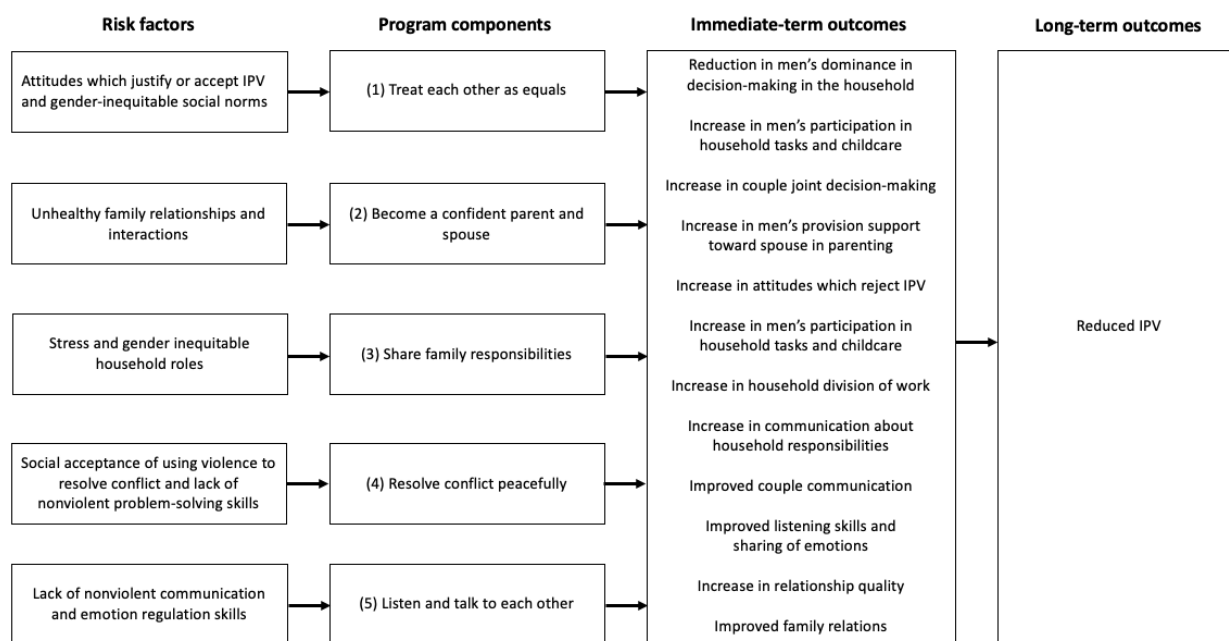 Risk factors
Program components
Immediate-term outcomes
Long-term outcomes
Attitudes which justify or accept IPV
and gender-inequitable social norms
(1) Treat each other as equals
Unhealthy family relationships and
interactions
(2) Become a confident parent and
spouse
Stress and gender inequitable
household roles
(3) Share family responsibilities
Social acceptance of using violence to
resolve conflict and lack of
nonviolent problem-solving skills
(4) Resolve conflict peacefully
Lack of nonviolent communication
and emotion regulation skills
(5) Listen and talk to each other
Reduction in men’s dominance in
decision-making in the household
Increase in men’s participation in
household tasks and childcare
Increase in couple joint decision-making
Increase in men’s provision support
toward spouse in parenting
Increase in attitudes which reject IPV
Increase in men’s participation in
household tasks and childcare
Increase in household division of work
Increase in communication about
household responsibilities
Improved couple communication
Improved listening skills and
sharing of emotions
Increase in relationship quality
Improved family relations
Reduced IPV